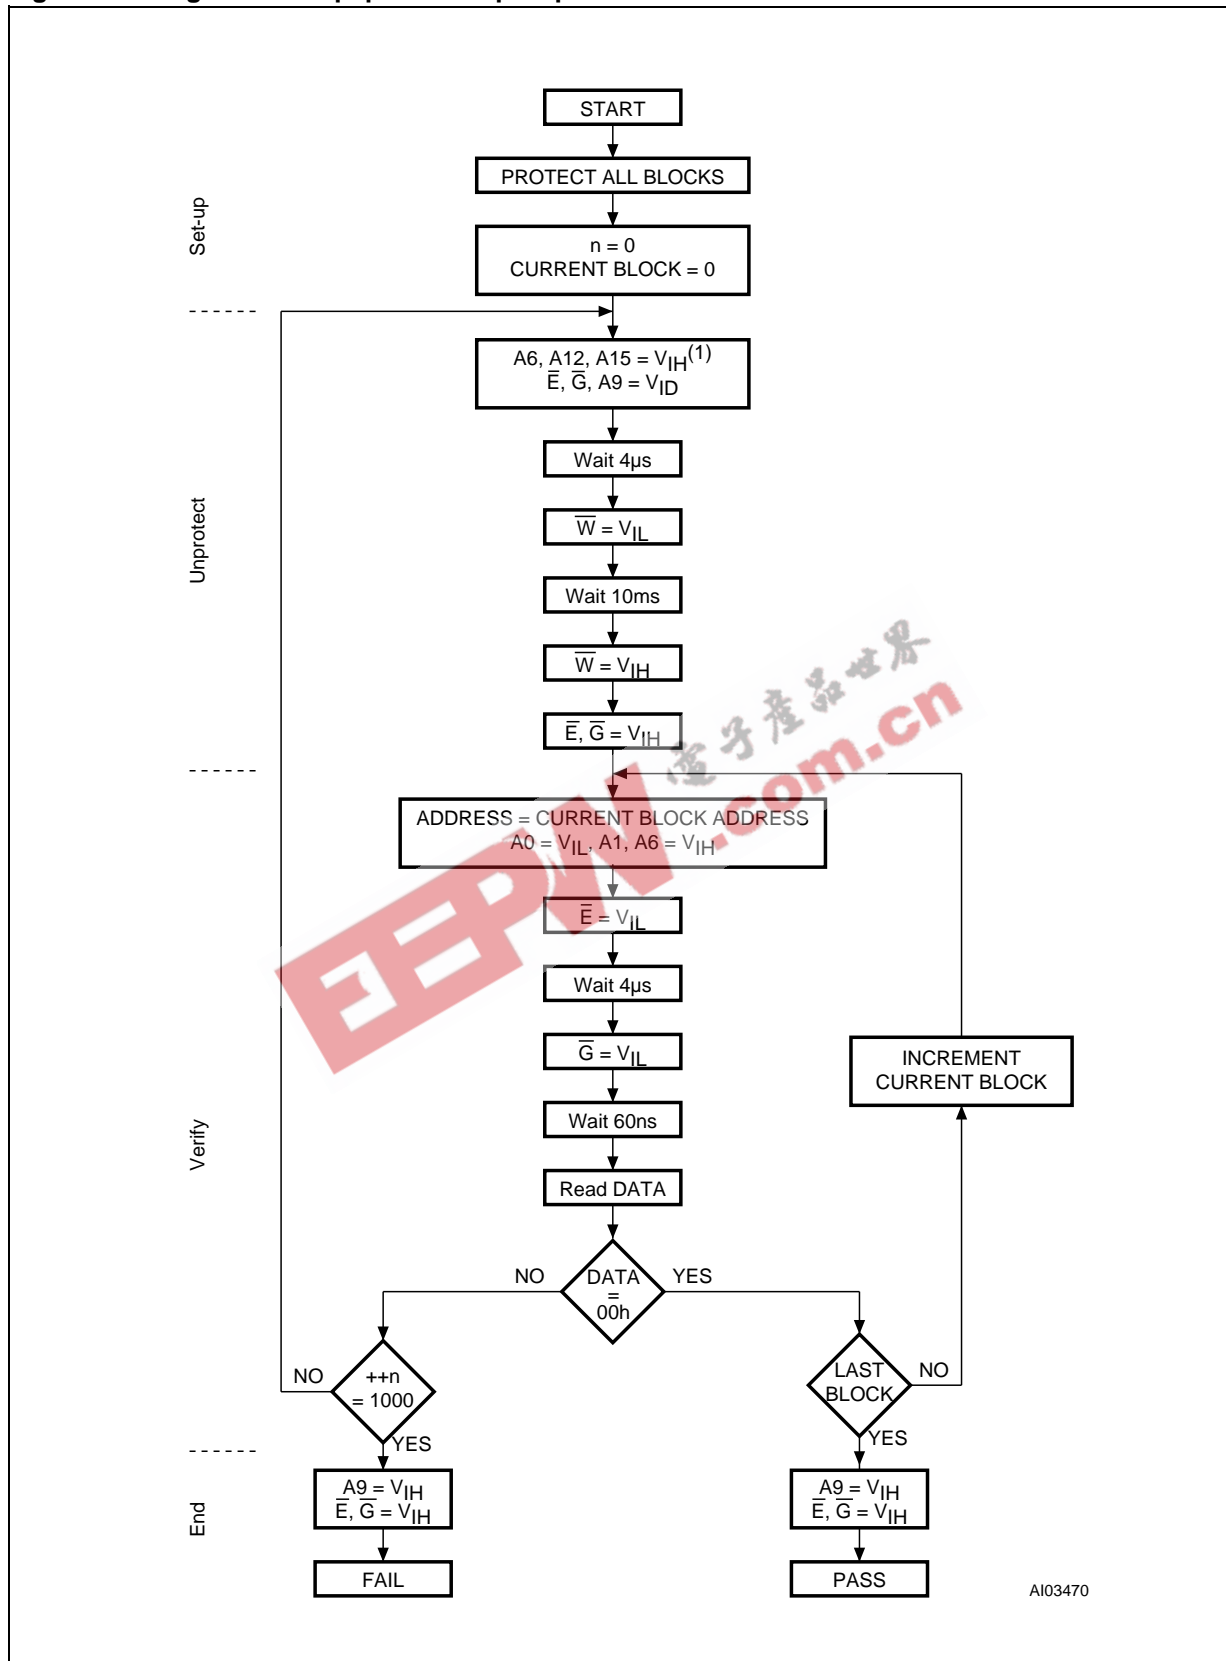 START
PROTECT ALL BLOCKS
Set-up
n = 0
CURRENT BLOCK = 0
A6, A12, A15 = VIH(1)
E̅, G̅, A9 = VID
Wait 4µs
Unprotect
W̅ = VIL
Wait 10ms
W̅ = VIH
E̅, G̅ = VIH
ADDRESS = CURRENT BLOCK ADDRESS
A0 = VIL, A1, A6 = VIH
E̅ = VIL
Wait 4µs
G̅ = VIL
INCREMENT
CURRENT BLOCK
Wait 60ns
Verify
Read DATA
NO
DATA
=
00h
YES
NO
++n
= 1000
YES
LAST
BLOCK
NO
YES
End
A9 = VIH
E̅, G̅ = VIH
A9 = VIH
E̅, G̅ = VIH
FAIL
PASS
AI03470
EEPW
電子產品世界
.com.cn